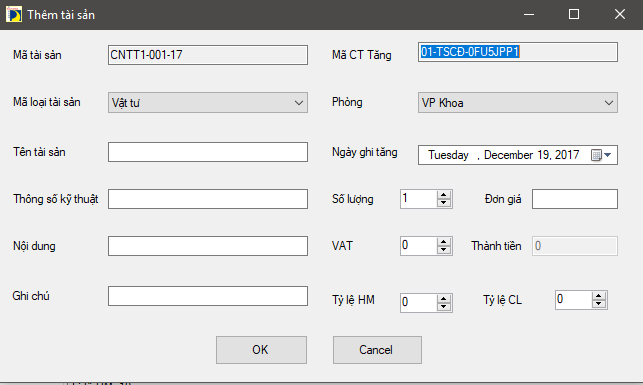 Thêm tài sản
Mã tài sản CNTT1-001-17 Mã CT Tăng 01-TSCĐ-0FU5JPP1
Mã loại tài sản Vật tư Phòng VP Khoa
Tên tài sản Ngày ghi tăng Tuesday , December 19, 2017
Thông số kỹ thuật Số lượng 1 Đơn giá
Nội dung VAT 0 Thành tiền 0
Ghi chú Tỷ lệ HM 0 Tỷ lệ CL 0
OK Cancel